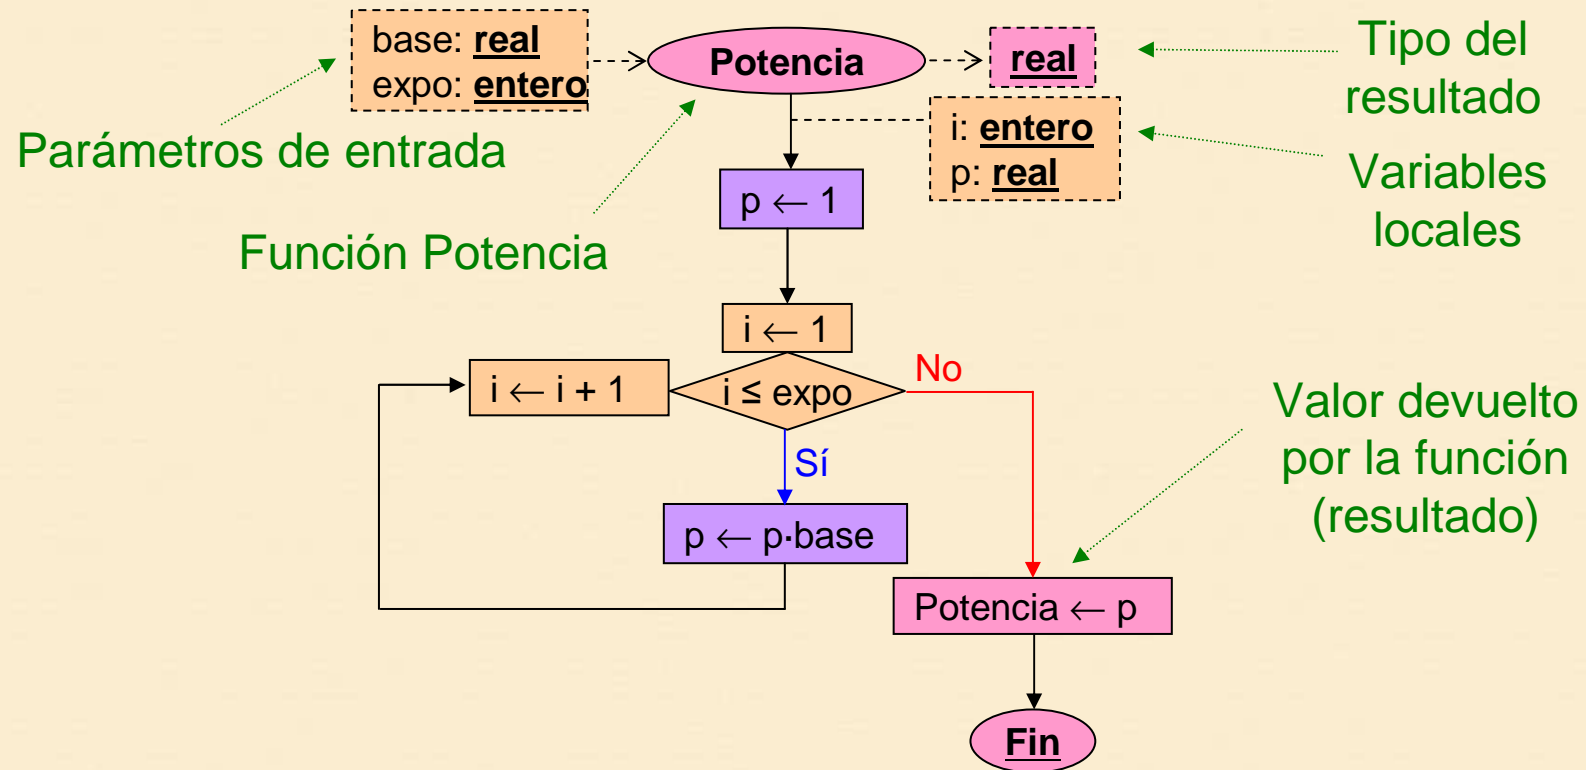 base: real
expo: entero
Potencia
real
Tipo del
resultado
Parámetros de entrada
i: entero
p: real
Variables
locales
p ← 1
Función Potencia
i ← 1
i ← i + 1
i ≤ expo
No
Sí
Valor devuelto
por la función
(resultado)
p ← p·base
Potencia ← p
Fin